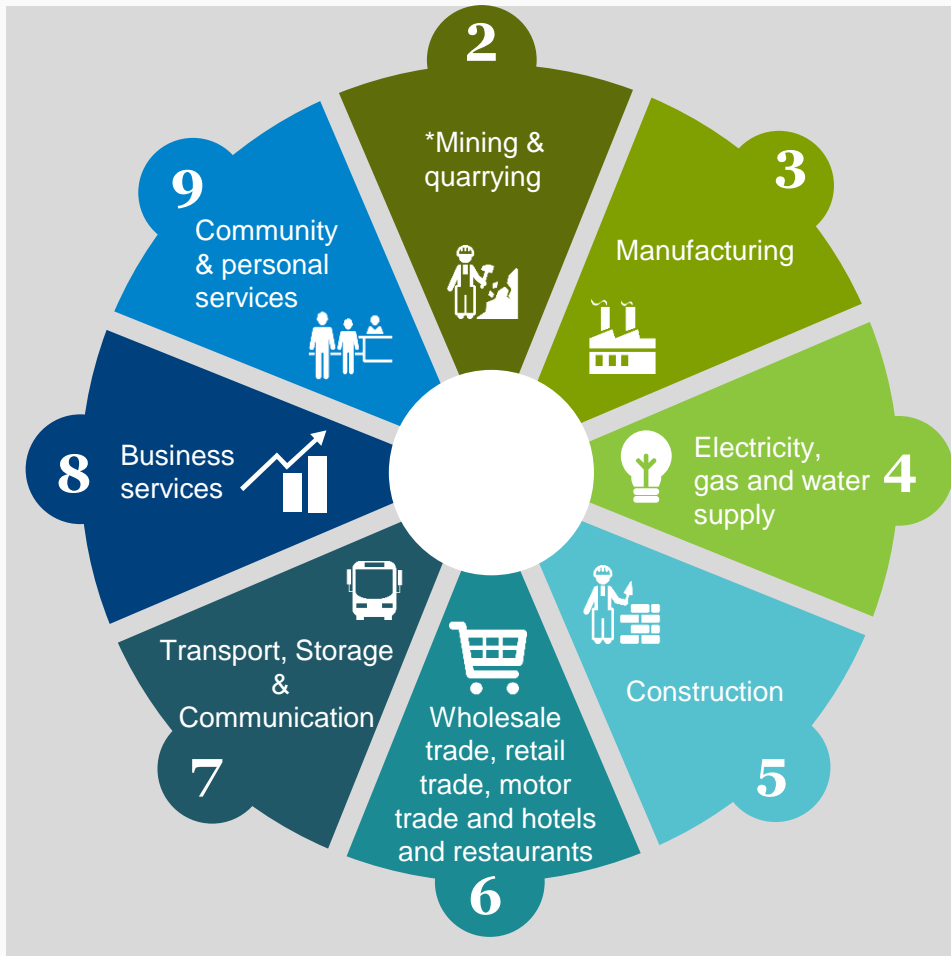 2
*Mining &
quarrying
3
Manufacturing
4
Electricity,
gas and water
supply
5
Construction
6
Wholesale
trade, retail
trade, motor
trade and hotels
and restaurants
7
Transport, Storage
&
Communication
8
Business
services
9
Community
& personal
services